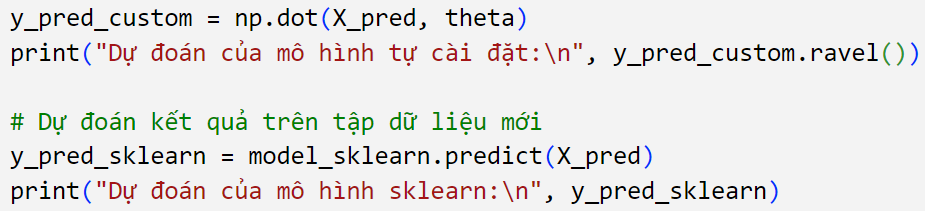 y_pred_custom = np.dot(X_pred, theta)
print("Dự đoán của mô hình tự cài đặt:\n", y_pred_custom.ravel())
# Dự đoán kết quả trên tập dữ liệu mới
y_pred_sklearn = model_sklearn.predict(X_pred)
print("Dự đoán của mô hình sklearn:\n", y_pred_sklearn)